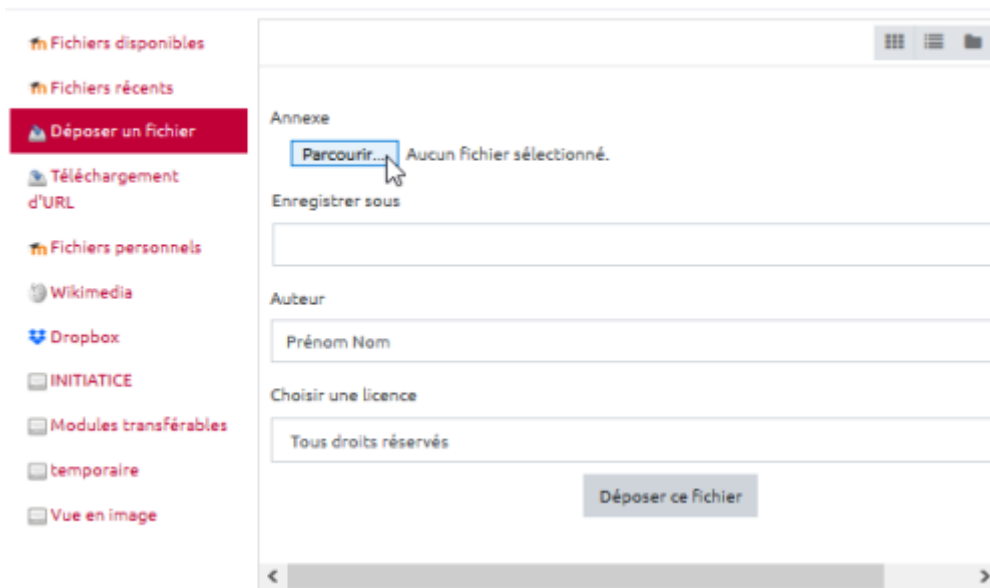 Fichiers disponibles
Fichiers récents
Déposer un fichier
Téléchargement
d'URL
Fichiers personnels
Wikimedia
Dropbox
INITIATICE
Modules transférables
temporaire
Vue en image
Annexe
Parcourir... Aucun fichier sélectionné.
Enregistrer sous
Auteur
Prénom Nom
Choisir une licence
Tous droits réservés
Déposer ce fichier